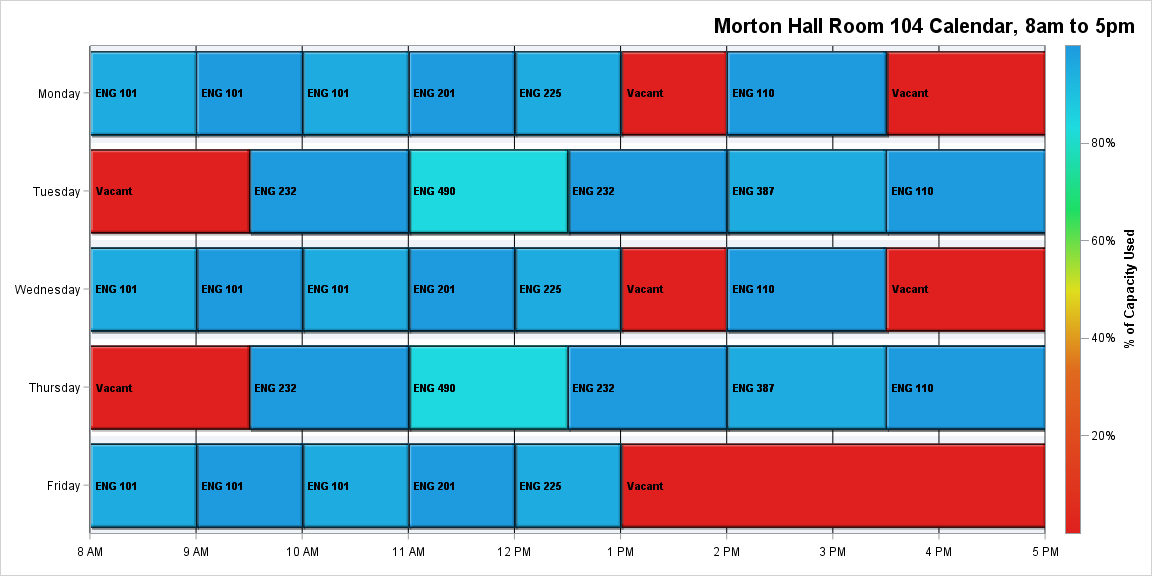 Morton Hall Room 104 Calendar, 8am to 5pm
Monday ENG 101 ENG 101 ENG 101 ENG 201 ENG 225 Vacant ENG 110 Vacant
80%
Tuesday Vacant ENG 232 ENG 490 ENG 232 ENG 387 ENG 110
60%
Wednesday ENG 101 ENG 101 ENG 101 ENG 201 ENG 225 Vacant ENG 110 Vacant
% of Capacity Used
40%
Thursday Vacant ENG 232 ENG 490 ENG 232 ENG 387 ENG 110
20%
Friday ENG 101 ENG 101 ENG 101 ENG 201 ENG 225 Vacant
8 AM 9 AM 10 AM 11 AM 12 PM 1 PM 2 PM 3 PM 4 PM 5 PM